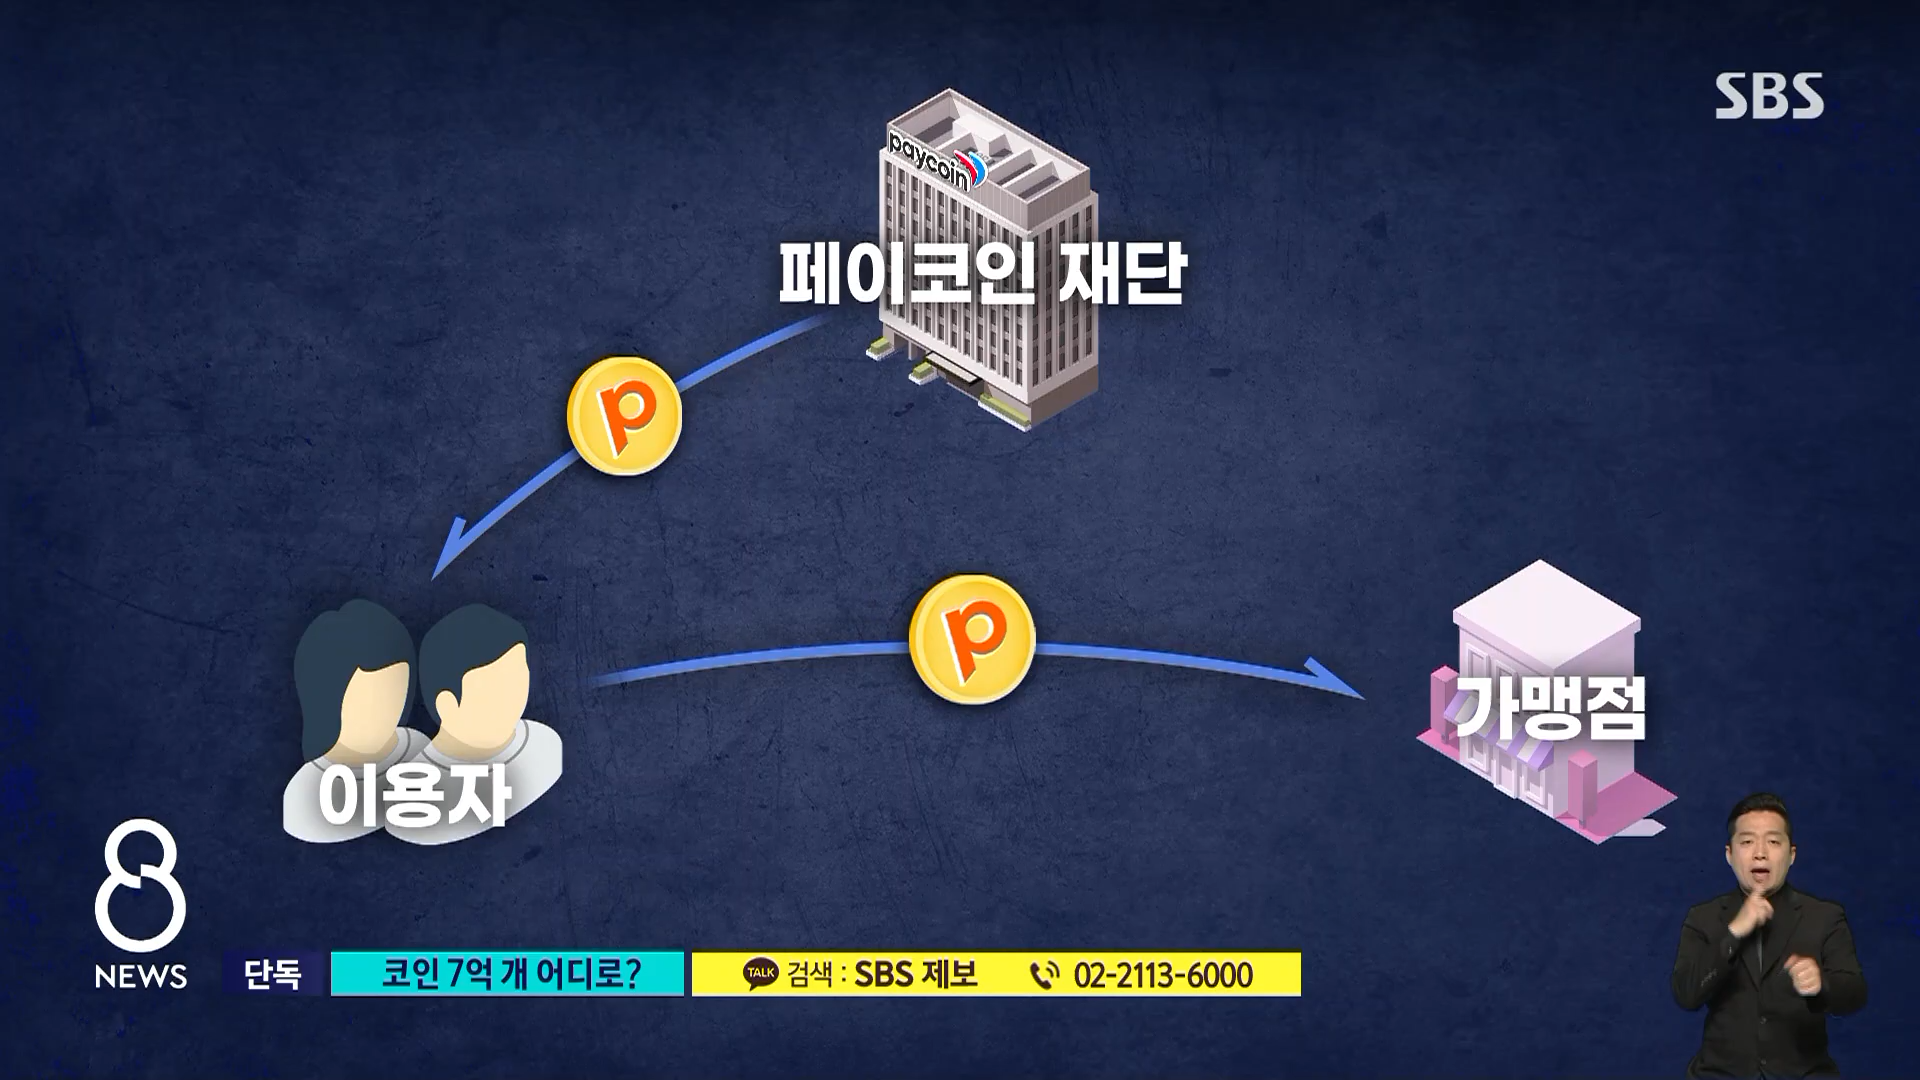 SBS
paycoin
페이코인 재단
p
p
가맹점
이용자
8
NEWS
단독
코인 7억 개 어디로?
TALK 검색 : SBS 제보 02-2113-6000